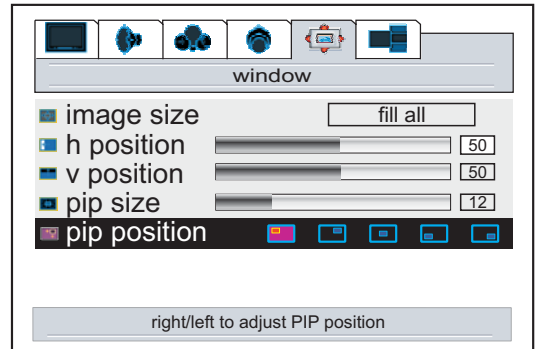 window
image size fill all
h position 50
v position 50
pip size 12
pip position
right/left to adjust PIP position